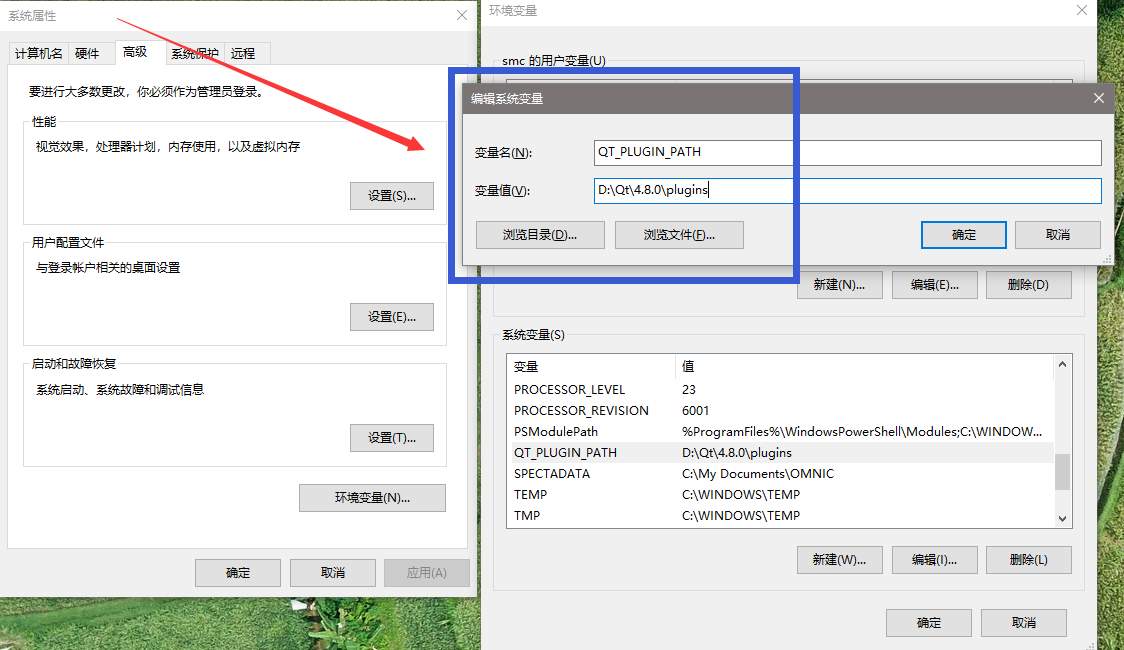 系统属性
计算机名
硬件
高级
系统保护
远程
要进行大多数更改，你必须作为管理员登录。
性能
视觉效果，处理器计划，内存使用，以及虚拟内存
设置(S)...
用户配置文件
与登录帐户相关的桌面设置
设置(E)...
启动和故障恢复
系统启动、系统故障和调试信息
设置(T)...
环境变量(N)...
确定
取消
应用(A)
环境变量
smc 的用户变量(U)
编辑系统变量
变量名(N):
QT_PLUGIN_PATH
变量值(V):
D:\Qt\4.8.0\plugins
浏览目录(D)...
浏览文件(F)...
确定
取消
新建(N)...
编辑(E)...
删除(D)
系统变量(S)
变量 值
PROCESSOR_LEVEL 23
PROCESSOR_REVISION 6001
PSModulePath %ProgramFiles%\WindowsPowerShell\Modules;C:\WINDOW...
QT_PLUGIN_PATH D:\Qt\4.8.0\plugins
SPECTADATA C:\My Documents\OMNIC
TEMP C:\WINDOWS\TEMP
TMP C:\WINDOWS\TEMP
新建(W)...
编辑(I)...
删除(L)
确定
取消